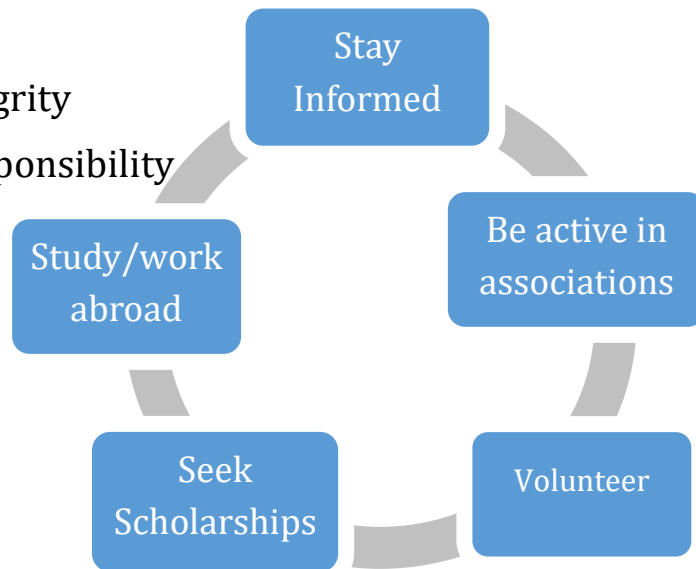 Stay
Informed
grity
ponsibility
Be active in
associations
Study/work
abroad
Seek
Scholarships
Volunteer